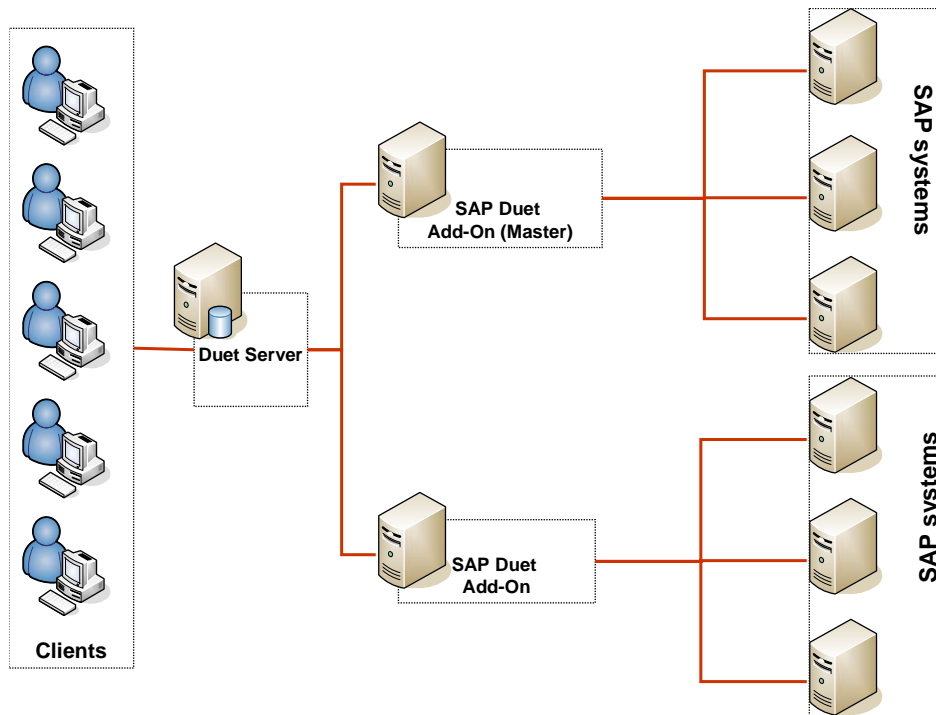 Clients
Duet Server
SAP Duet
Add-On (Master)
SAP Duet
Add-On
SAP systems
SAP systems